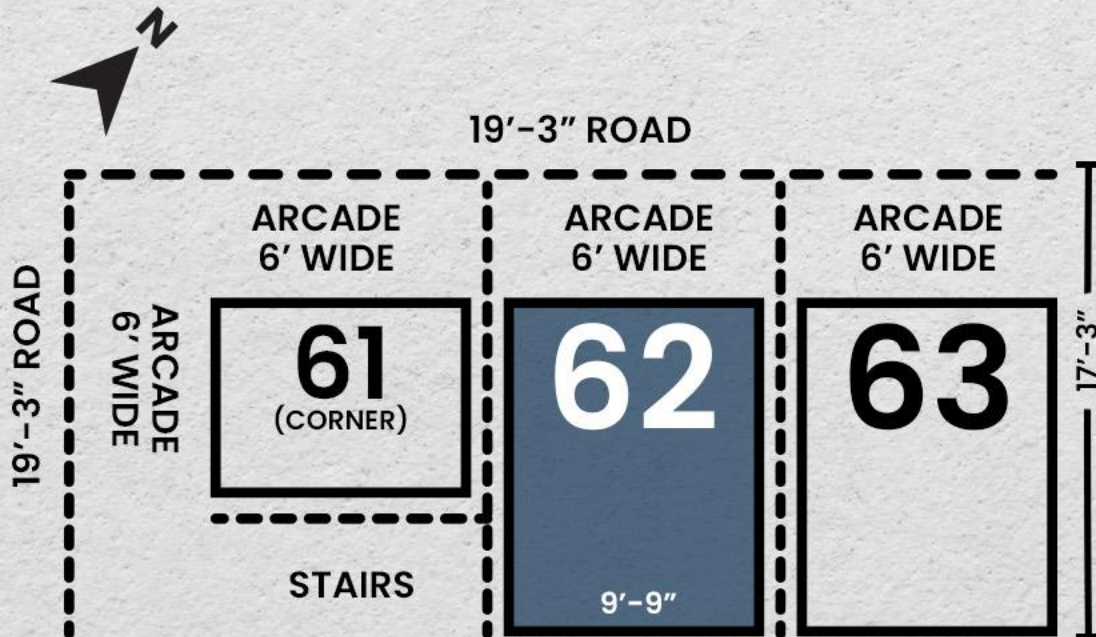 N
19’-3” ROAD
ARCADE
6’ WIDE
ARCADE
6’ WIDE
ARCADE
6’ WIDE
19’-3” ROAD
ARCADE
6’ WIDE
61
(CORNER)
62
63
17’-3”
STAIRS
9’-9”